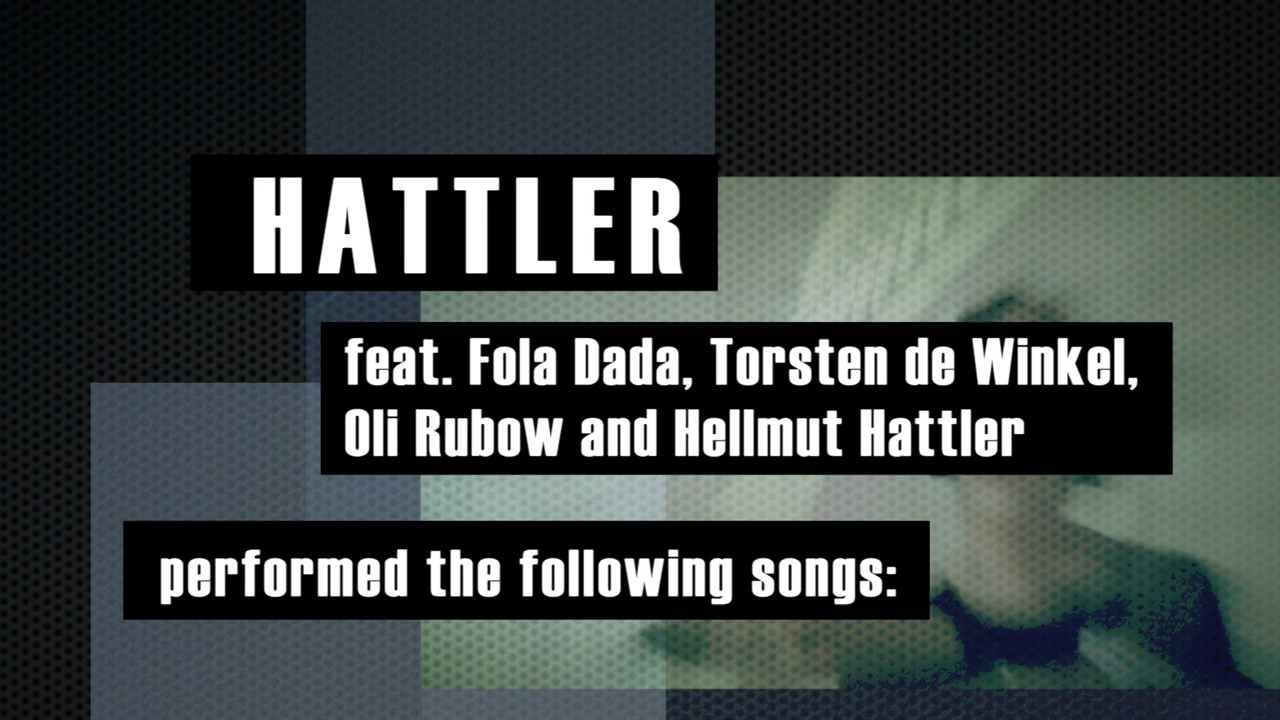 HATTLER
feat. Fola Dada, Torsten de Winkel,
Oli Rubow and Hellmut Hattler
performed the following songs: